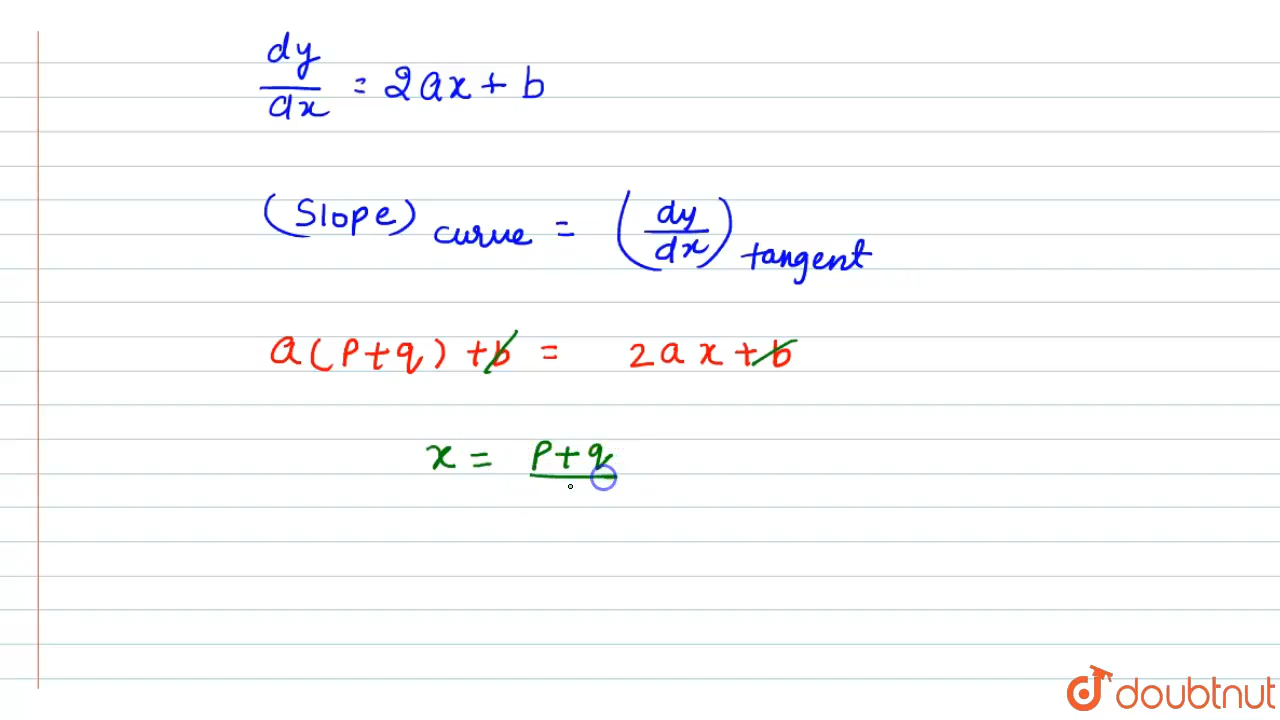 dy/dx = 2ax + b
(Slope) curve = (dy/dx) tangent
a(p+q) + b = 2ax + b
x = p+q
doubtnut